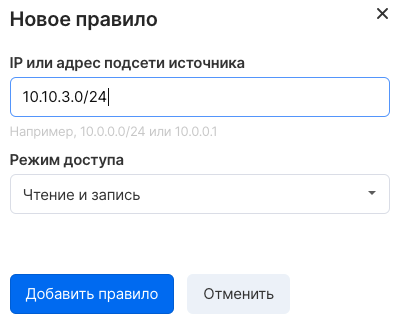 Новое правило
IP или адрес подсети источника
10.10.3.0/24
Например, 10.0.0.0/24 или 10.0.0.1
Режим доступа
Чтение и запись
Добавить правило
Отменить